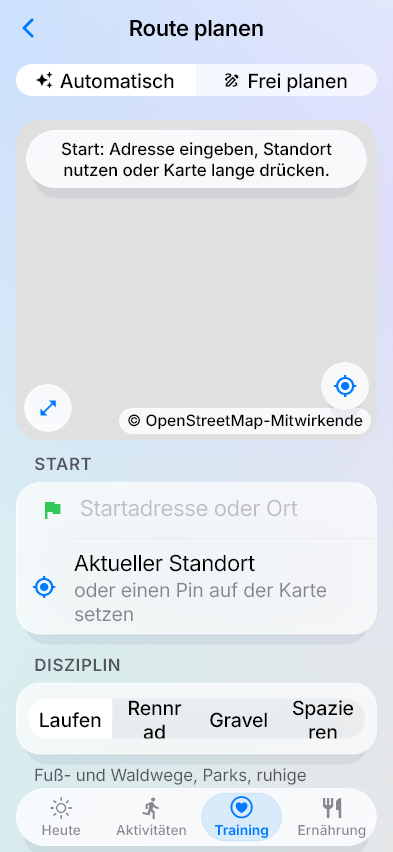 Route planen
Automatisch
Frei planen
Start: Adresse eingeben, Standort
nutzen oder Karte lange drücken.
© OpenStreetMap-Mitwirkende
START
Startadresse oder Ort
Aktueller Standort
oder einen Pin auf der Karte
setzen
DISZIPLIN
Laufen
Rennr
ad
Gravel
Spazie
ren
Fuß- und Waldwege, Parks, ruhige
Heute
Aktivitäten
Training
Ernährung